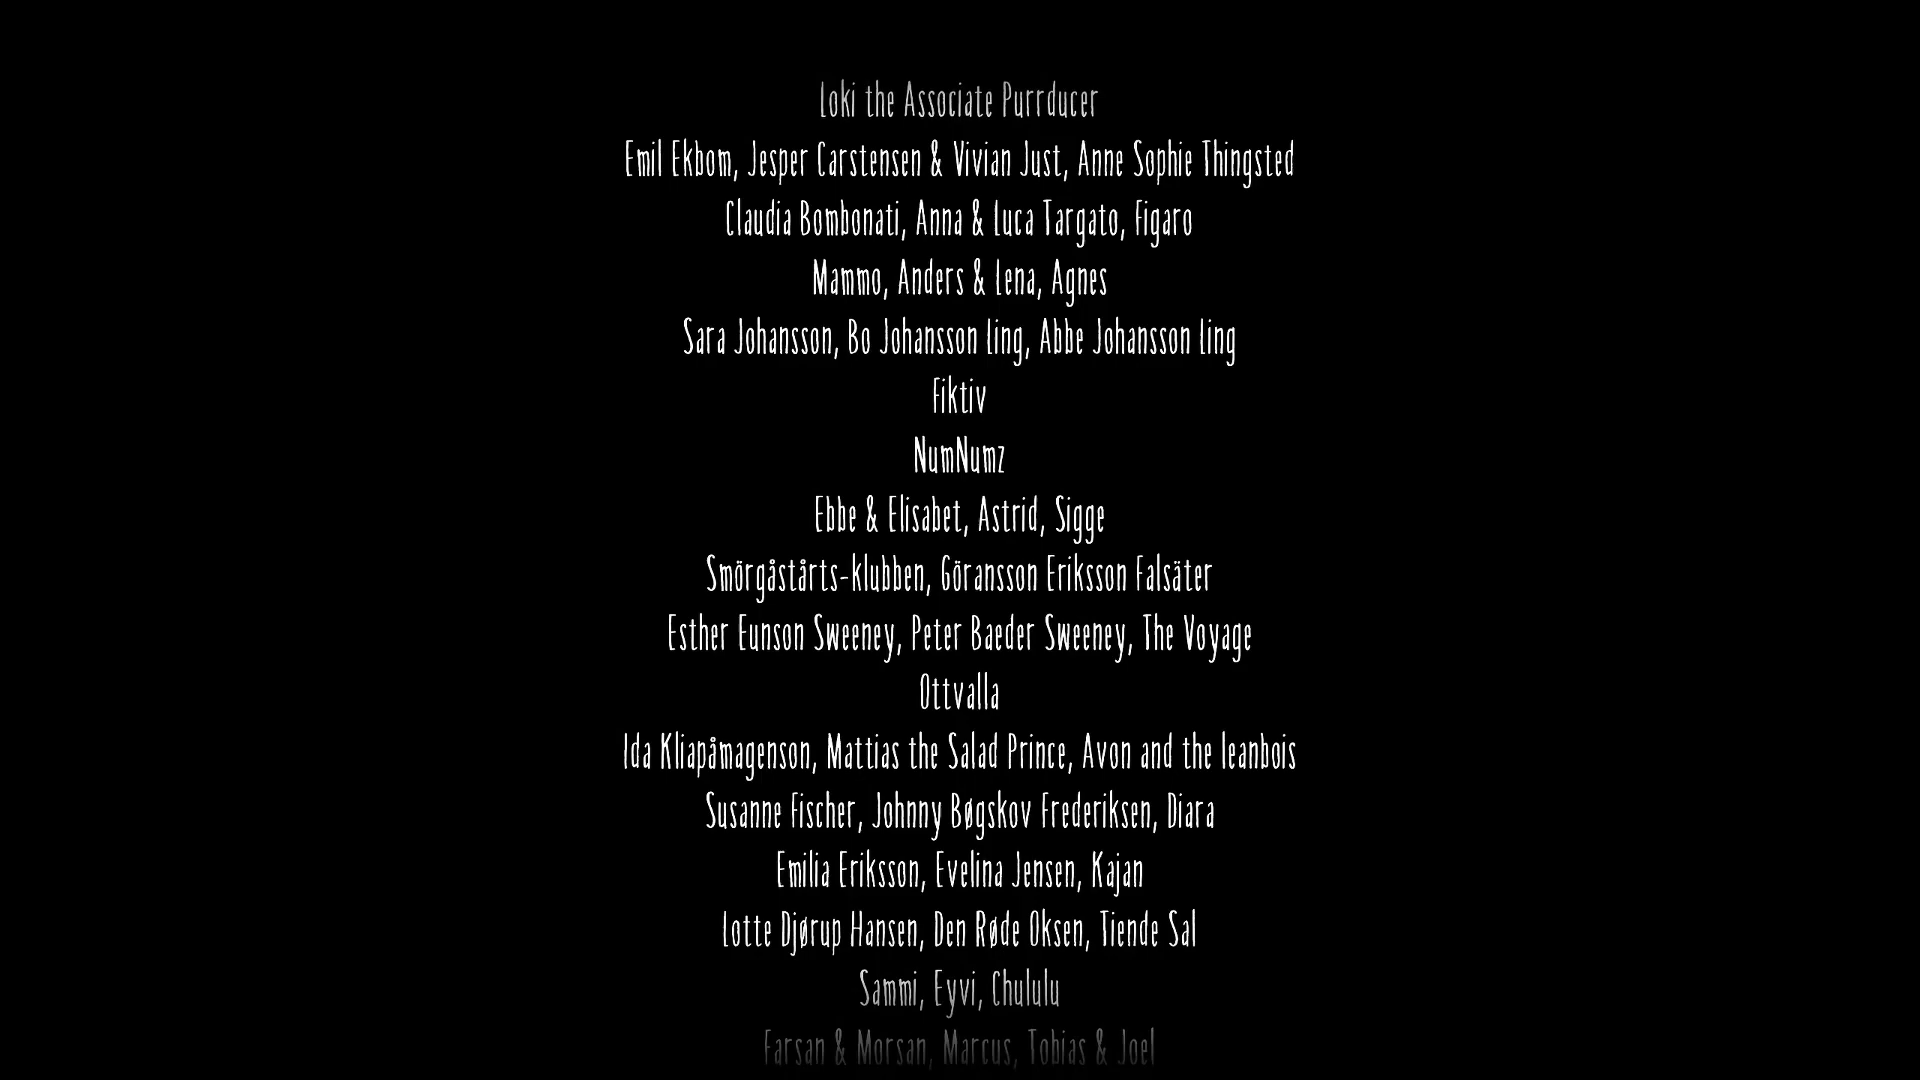 Loki the Associate Purrducer
Emil Ekbom, Jesper Carstensen & Vivian Just, Anne Sophie Thingsted
Claudia Bombonati, Anna & Luca Targato, Figaro
Mammo, Anders & Lena, Agnes
Sara Johansson, Bo Johansson Ling, Abbe Johansson Ling
Fiktiv
NumNumz
Ebbe & Elisabet, Astrid, Sigge
Smörgåstårts-klubben, Göransson Eriksson Falsäter
Esther Eunson Sweeney, Peter Baeder Sweeney, The Voyage
Ottvalla
Ida Kliapåmagenson, Mattias the Salad Prince, Avon and the leanbois
Susanne Fischer, Johnny Bøgskov Frederiksen, Diara
Emilia Eriksson, Evelina Jensen, Kajan
Lotte Djørup Hansen, Den Røde Oksen, Tiende Sal
Sammi, Eyvi, Chululu
Farsan & Morsan, Marcus, Tobias & Joel